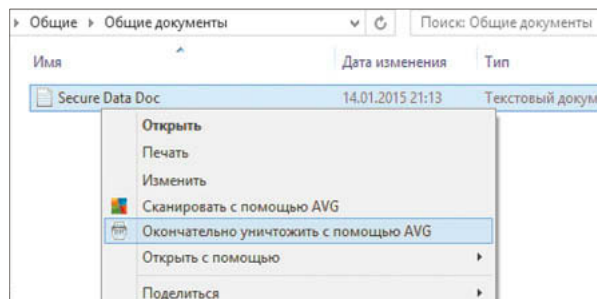 Общие ▸ Общие документы Поиск: Общие документы
Имя Дата изменения Тип
Secure Data Doc 14.01.2015 21:13 Текстовый докум
Открыть
Печать
Изменить
Сканировать с помощью AVG
Окончательно уничтожить с помощью AVG
Открыть с помощью
Поделиться